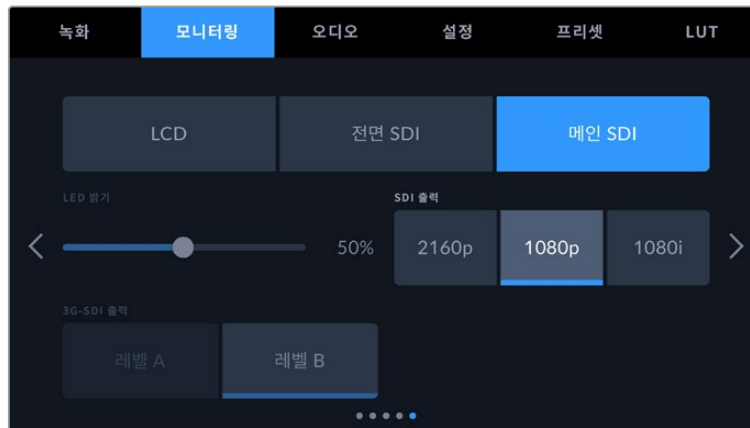 녹화 모니터링 오디오 설정 프리셋 LUT
LCD 전면 SDI 메인 SDI
LED 밝기 SDI 출력
50% 2160p 1080p 1080i
3G-SDI 출력
레벨 A 레벨 B